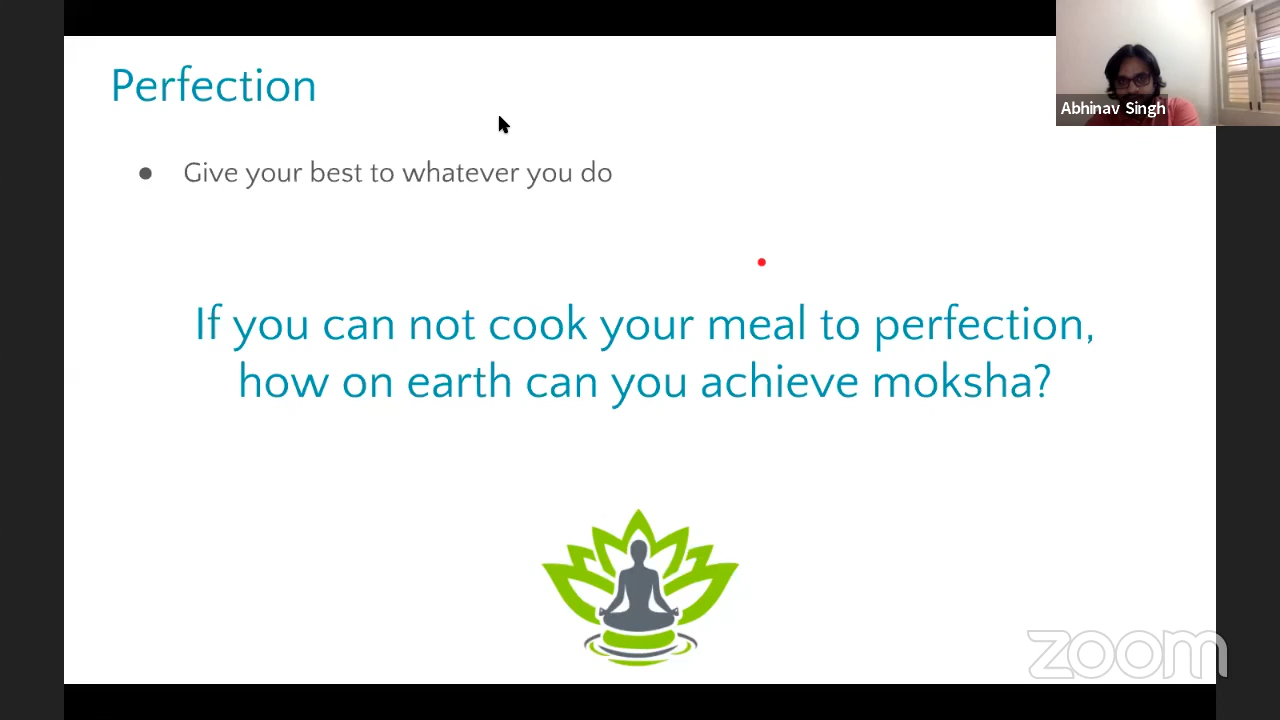 Perfection
Abhinav Singh
● Give your best to whatever you do
If you can not cook your meal to perfection,
how on earth can you achieve moksha?
zoom